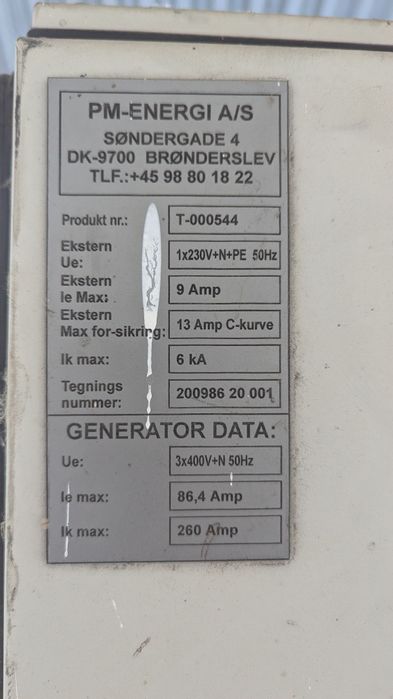 PM-ENERGI A/S
SØNDERGADE 4
DK-9700 BRØNDERSLEV
TLF.:+45 98 80 18 22
Produkt nr.: T-000544
Ekstern
Ue: 1x230V+N+PE 50Hz
Ekstern
Ie Max: 9 Amp
Ekstern
Max for-sikring: 13 Amp C-kurve
Ik max: 6 kA
Tegnings
nummer: 200986 20 001
GENERATOR DATA:
Ue: 3x400V+N 50Hz
Ie max: 86,4 Amp
Ik max: 260 Amp